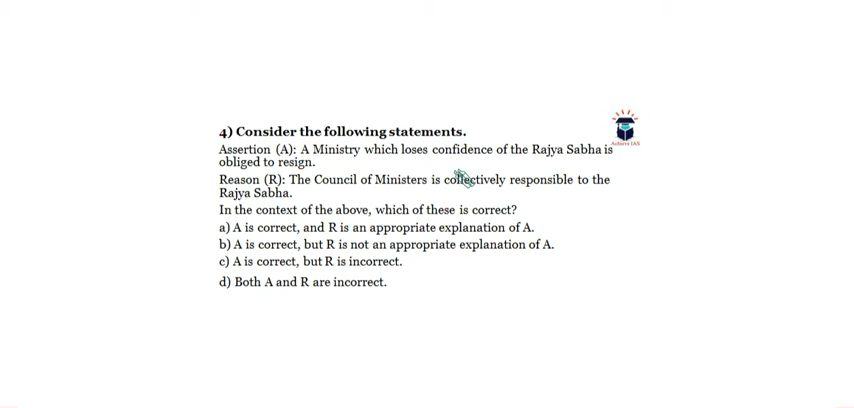 4) Consider the following statements.
Achieve IAS
Assertion (A): A Ministry which loses confidence of the Rajya Sabha is
obliged to resign.
Reason (R): The Council of Ministers is collectively responsible to the
Rajya Sabha.
In the context of the above, which of these is correct?
a) A is correct, and R is an appropriate explanation of A.
b) A is correct, but R is not an appropriate explanation of A.
c) A is correct, but R is incorrect.
d) Both A and R are incorrect.